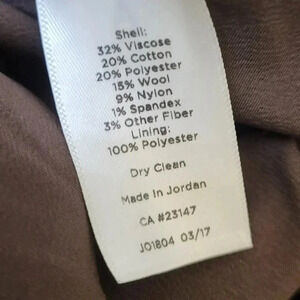 Shell:
32% Viscose
20% Cotton
20% Polyester
15% Wool
9% Nylon
1% Spandex
3% Other Fiber
Lining:
100% Polyester
Dry Clean
Made in Jordan
CA #23147
J01804 03/17